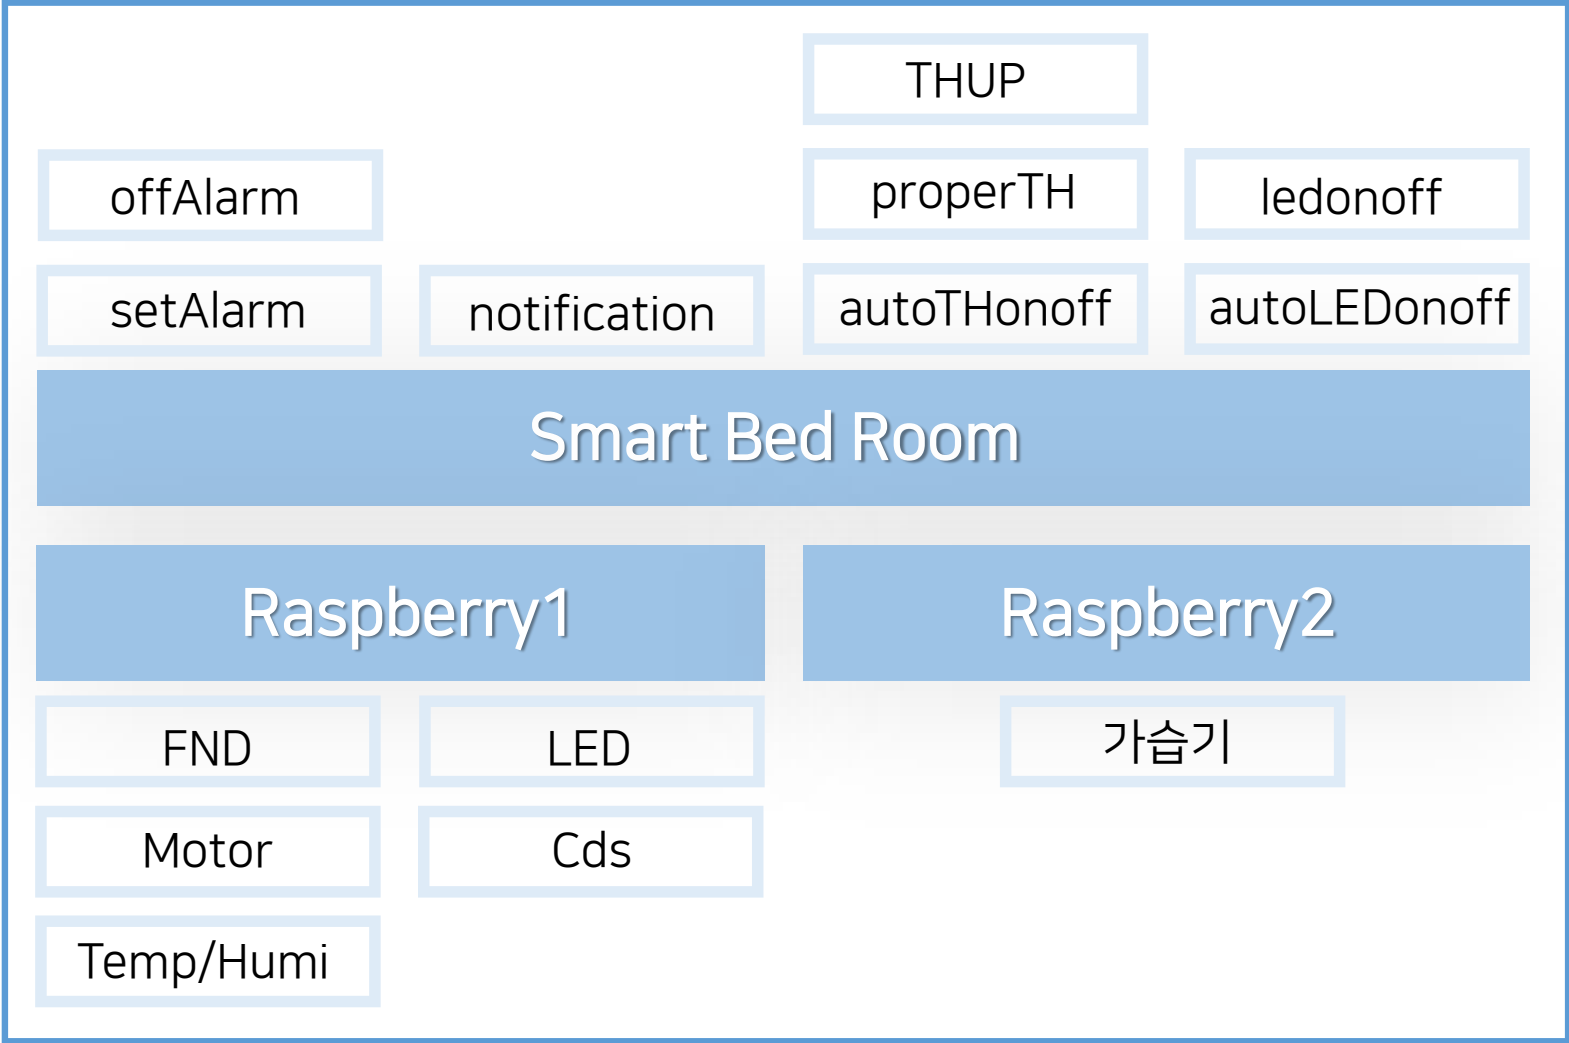 THUP
offAlarm
properTH
ledonoff
setAlarm
notification
autoTHonoff
autoLEDonoff
Smart Bed Room
Raspberry1
Raspberry2
FND
LED
가습기
Motor
Cds
Temp/Humi